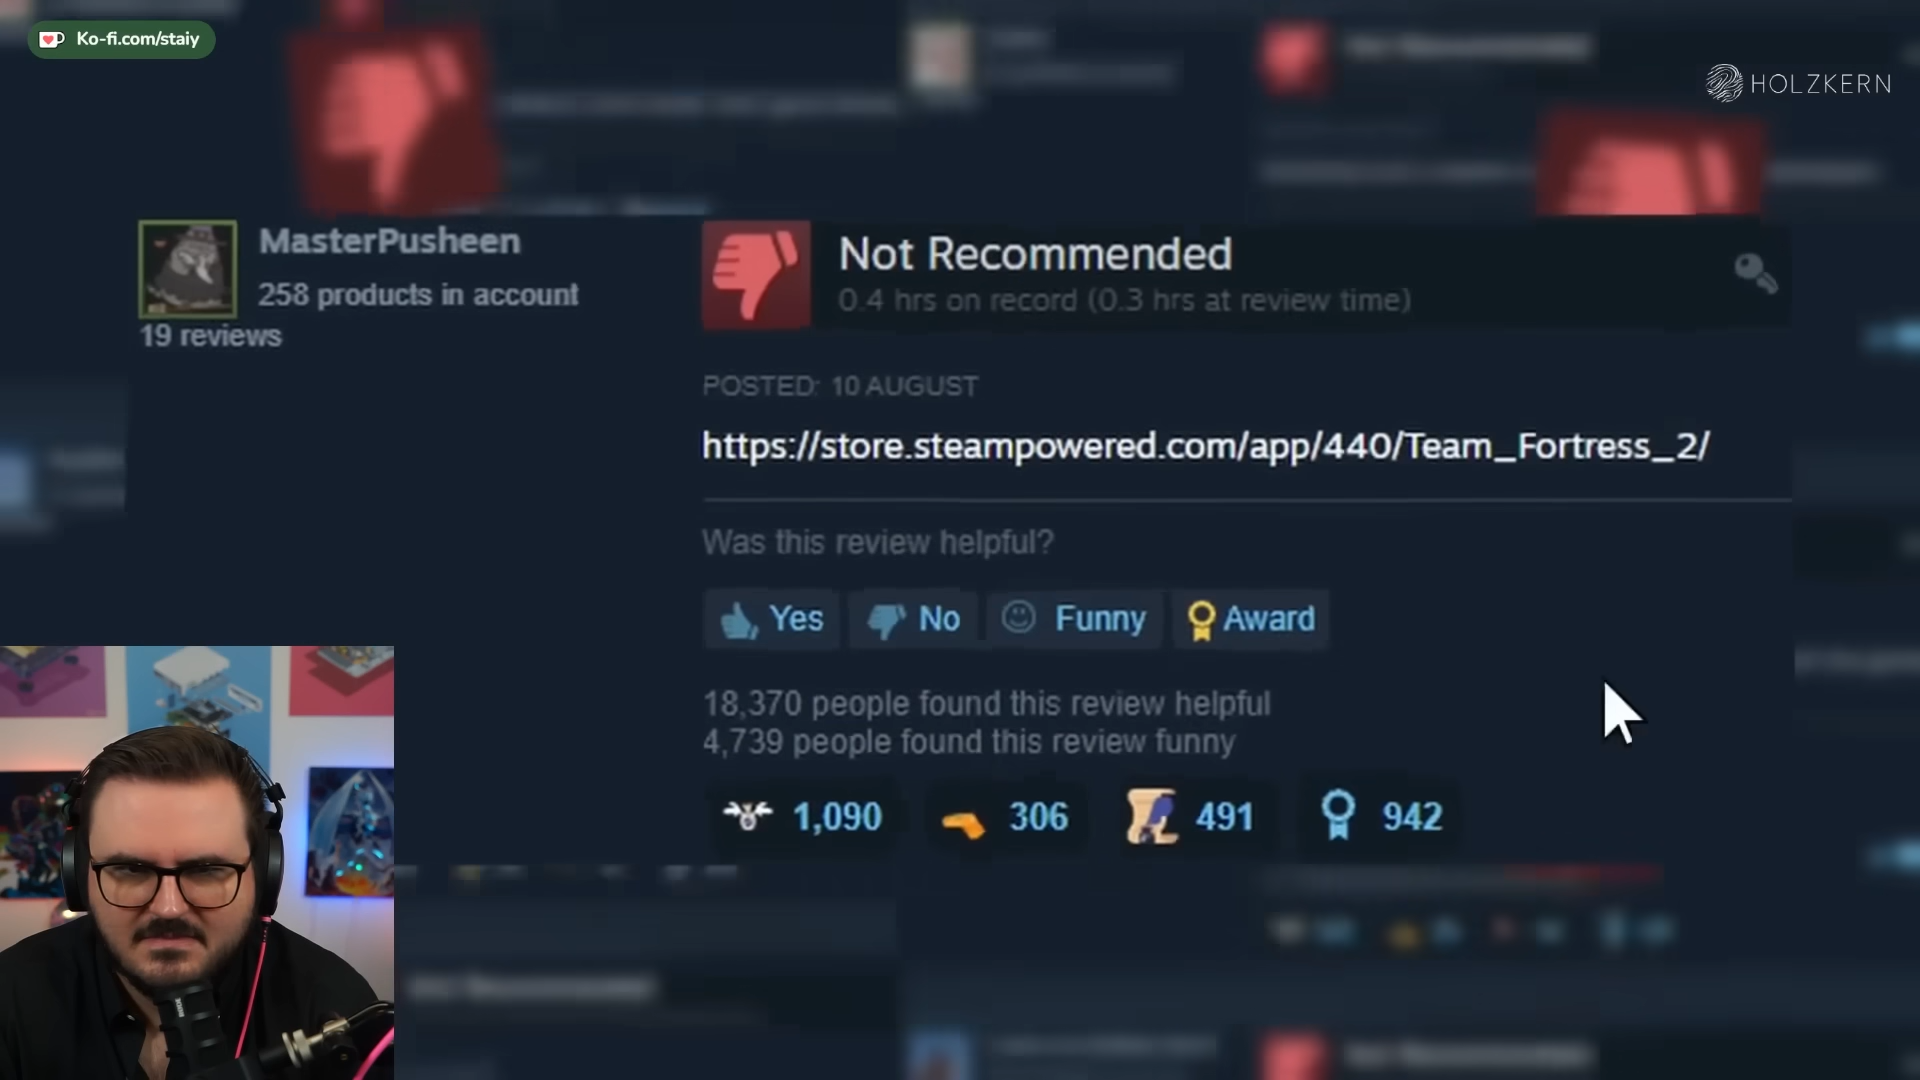 Ko-fi.com/staiy
HOLZKERN
MasterPusheen
258 products in account
19 reviews
Not Recommended
0.4 hrs on record (0.3 hrs at review time)
POSTED: 10 AUGUST
https://store.steampowered.com/app/440/Team_Fortress_2/
Was this review helpful?
Yes
No
Funny
Award
18,370 people found this review helpful
4,739 people found this review funny
1,090
306
491
942